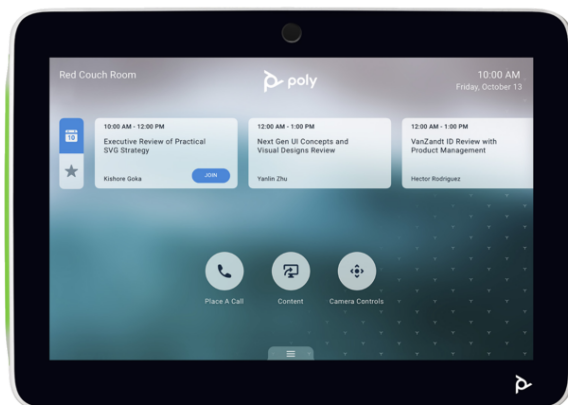 Red Couch Room
poly
10:00 AM
Friday, October 13
10
10:00 AM - 12:00 PM
Executive Review of Practical
SVG Strategy
Kishore Goka
JOIN
12:00 AM - 1:00 PM
Next Gen UI Concepts and
Visual Designs Review
Yanlin Zhu
12:00 AM - 1:00 PM
VanZandt ID Review with
Product Management
Hector Rodriguez
Place A Call
Content
Camera Controls